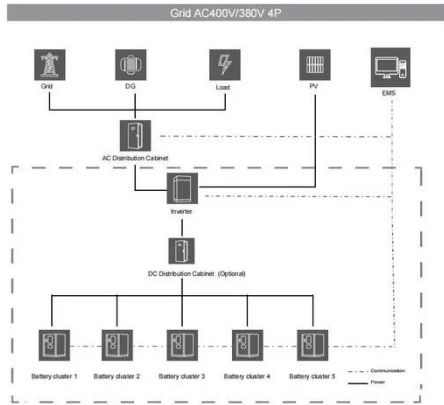 Grid AC400V/380V 4P
Grid
DG
Load
PV
EMS
AC Distribution Cabinet
Inverter
DC Distribution Cabinet (Optional)
Battery cluster 1
Battery cluster 2
Battery cluster 3
Battery cluster 4
Battery cluster 5
Communication
Power